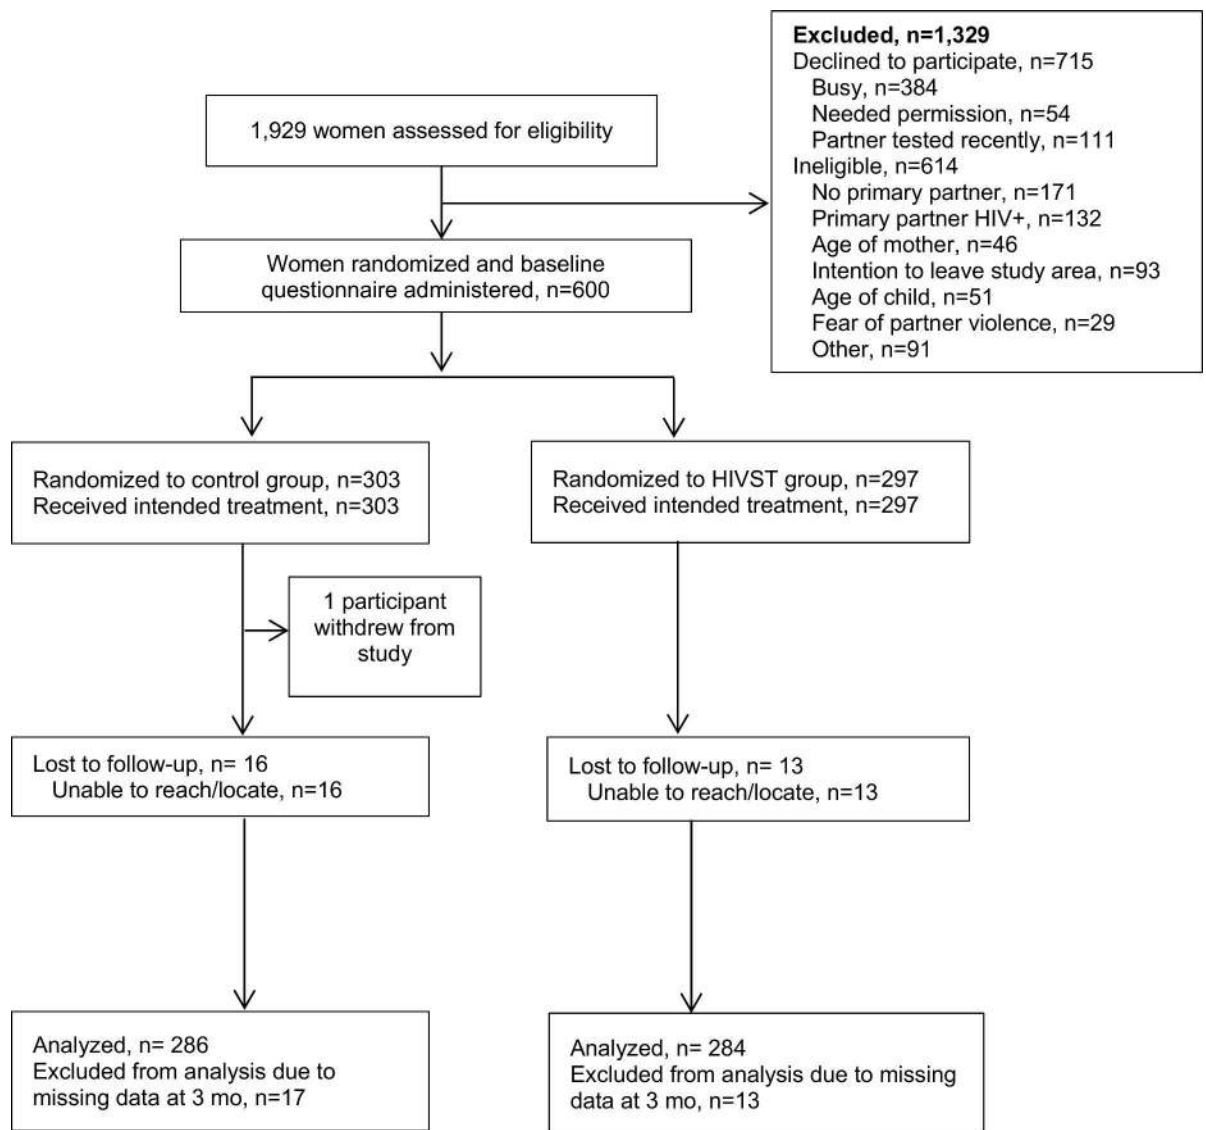 Excluded, n=1,329
Declined to participate, n=715
Busy, n=384
Needed permission, n=54
Partner tested recently, n=111
Ineligible, n=614
No primary partner, n=171
Primary partner HIV+, n=132
Age of mother, n=46
Intention to leave study area, n=93
Age of child, n=51
Fear of partner violence, n=29
Other, n=91
1,929 women assessed for eligibility
Women randomized and baseline
questionnaire administered, n=600
Randomized to control group, n=303
Received intended treatment, n=303
Randomized to HIVST group, n=297
Received intended treatment, n=297
1 participant
withdrew from
study
Lost to follow-up, n= 16
Unable to reach/locate, n=16
Lost to follow-up, n= 13
Unable to reach/locate, n=13
Analyzed, n= 286
Excluded from analysis due to
missing data at 3 mo, n=17
Analyzed, n= 284
Excluded from analysis due to missing
data at 3 mo, n=13